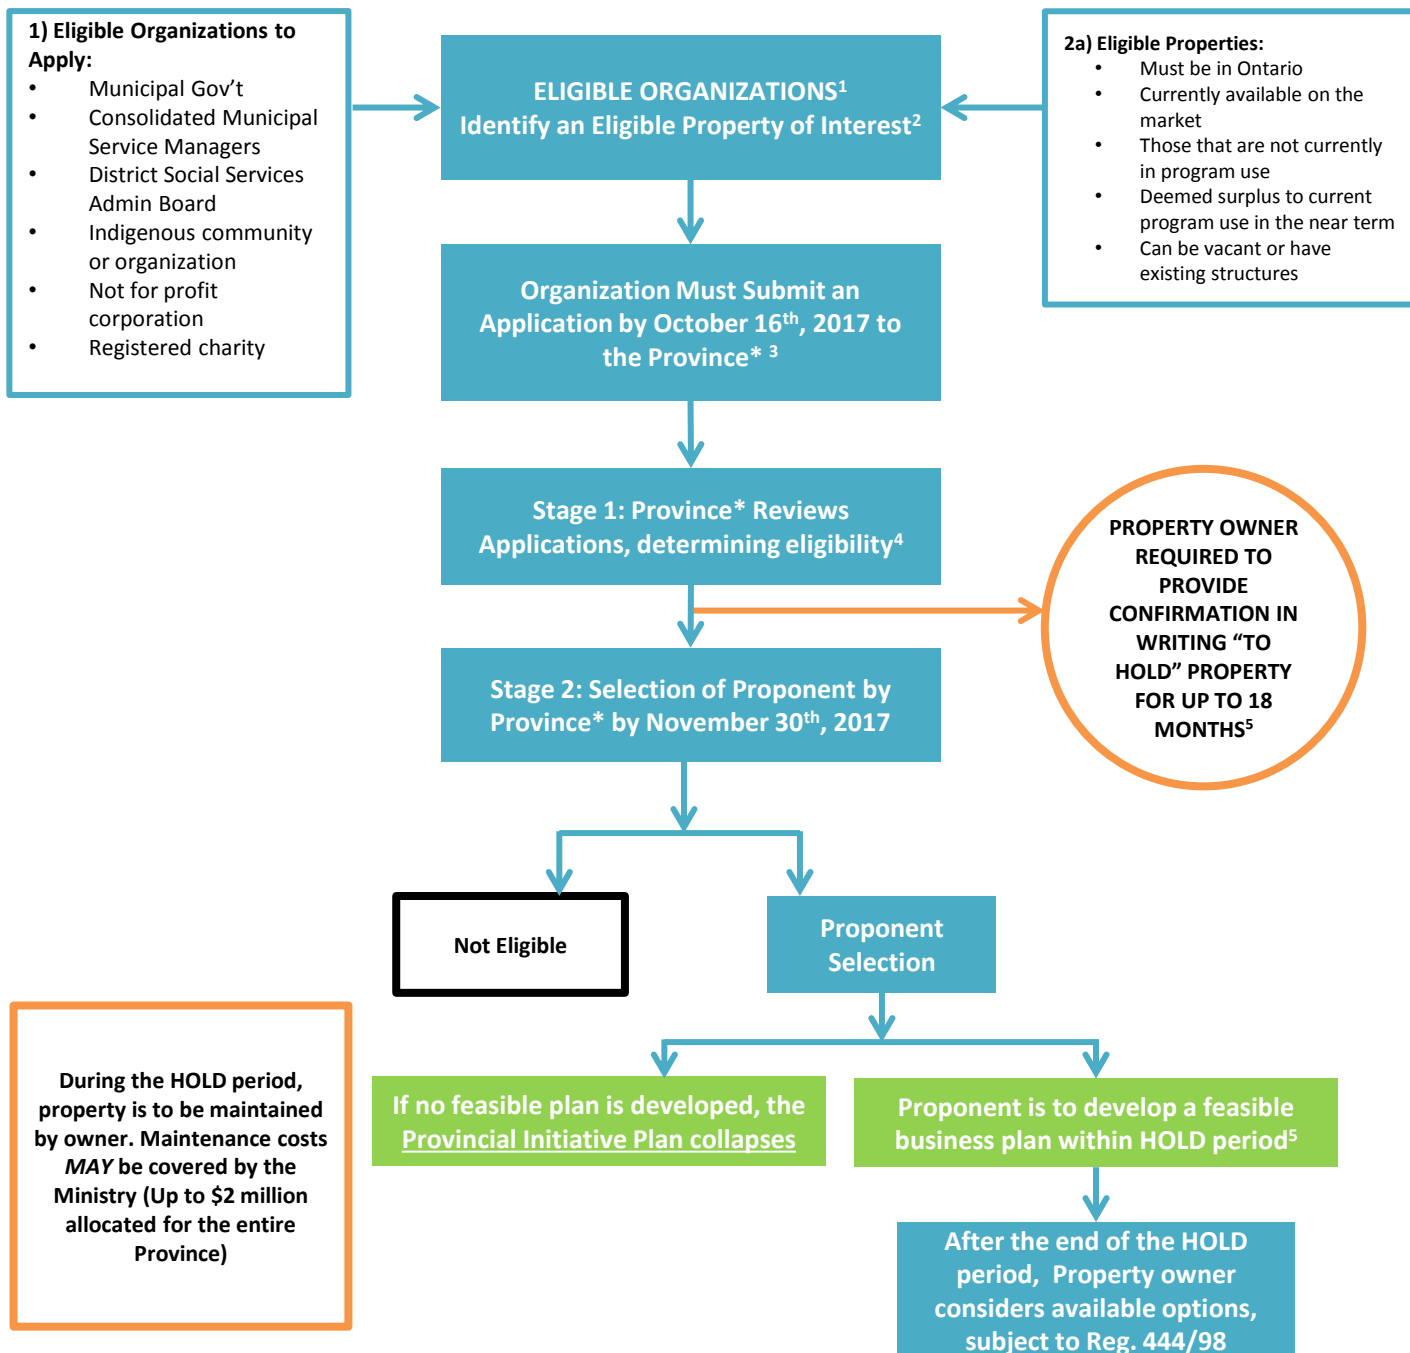 1) Eligible Organizations to
Apply:
• Municipal Gov't
• Consolidated Municipal
Service Managers
• District Social Services
Admin Board
• Indigenous community
or organization
• Not for profit
corporation
• Registered charity
ELIGIBLE ORGANIZATIONS¹
Identify an Eligible Property of Interest²
2a) Eligible Properties:
• Must be in Ontario
• Currently available on the
market
• Those that are not currently
in program use
• Deemed surplus to current
program use in the near term
• Can be vacant or have
existing structures
Organization Must Submit an
Application by October 16th, 2017 to
the Province* ³
Stage 1: Province* Reviews
Applications, determining eligibility⁴
PROPERTY OWNER
REQUIRED TO
PROVIDE
CONFIRMATION IN
WRITING “TO
HOLD” PROPERTY
FOR UP TO 18
MONTHS⁵
Stage 2: Selection of Proponent by
Province* by November 30th, 2017
Not Eligible
Proponent
Selection
During the HOLD period,
property is to be maintained
by owner. Maintenance costs
MAY be covered by the
Ministry (Up to $2 million
allocated for the entire
Province)
If no feasible plan is developed, the
Provincial Initiative Plan collapses
Proponent is to develop a feasible
business plan within HOLD period⁵
After the end of the HOLD
period, Property owner
considers available options,
subject to Reg. 444/98